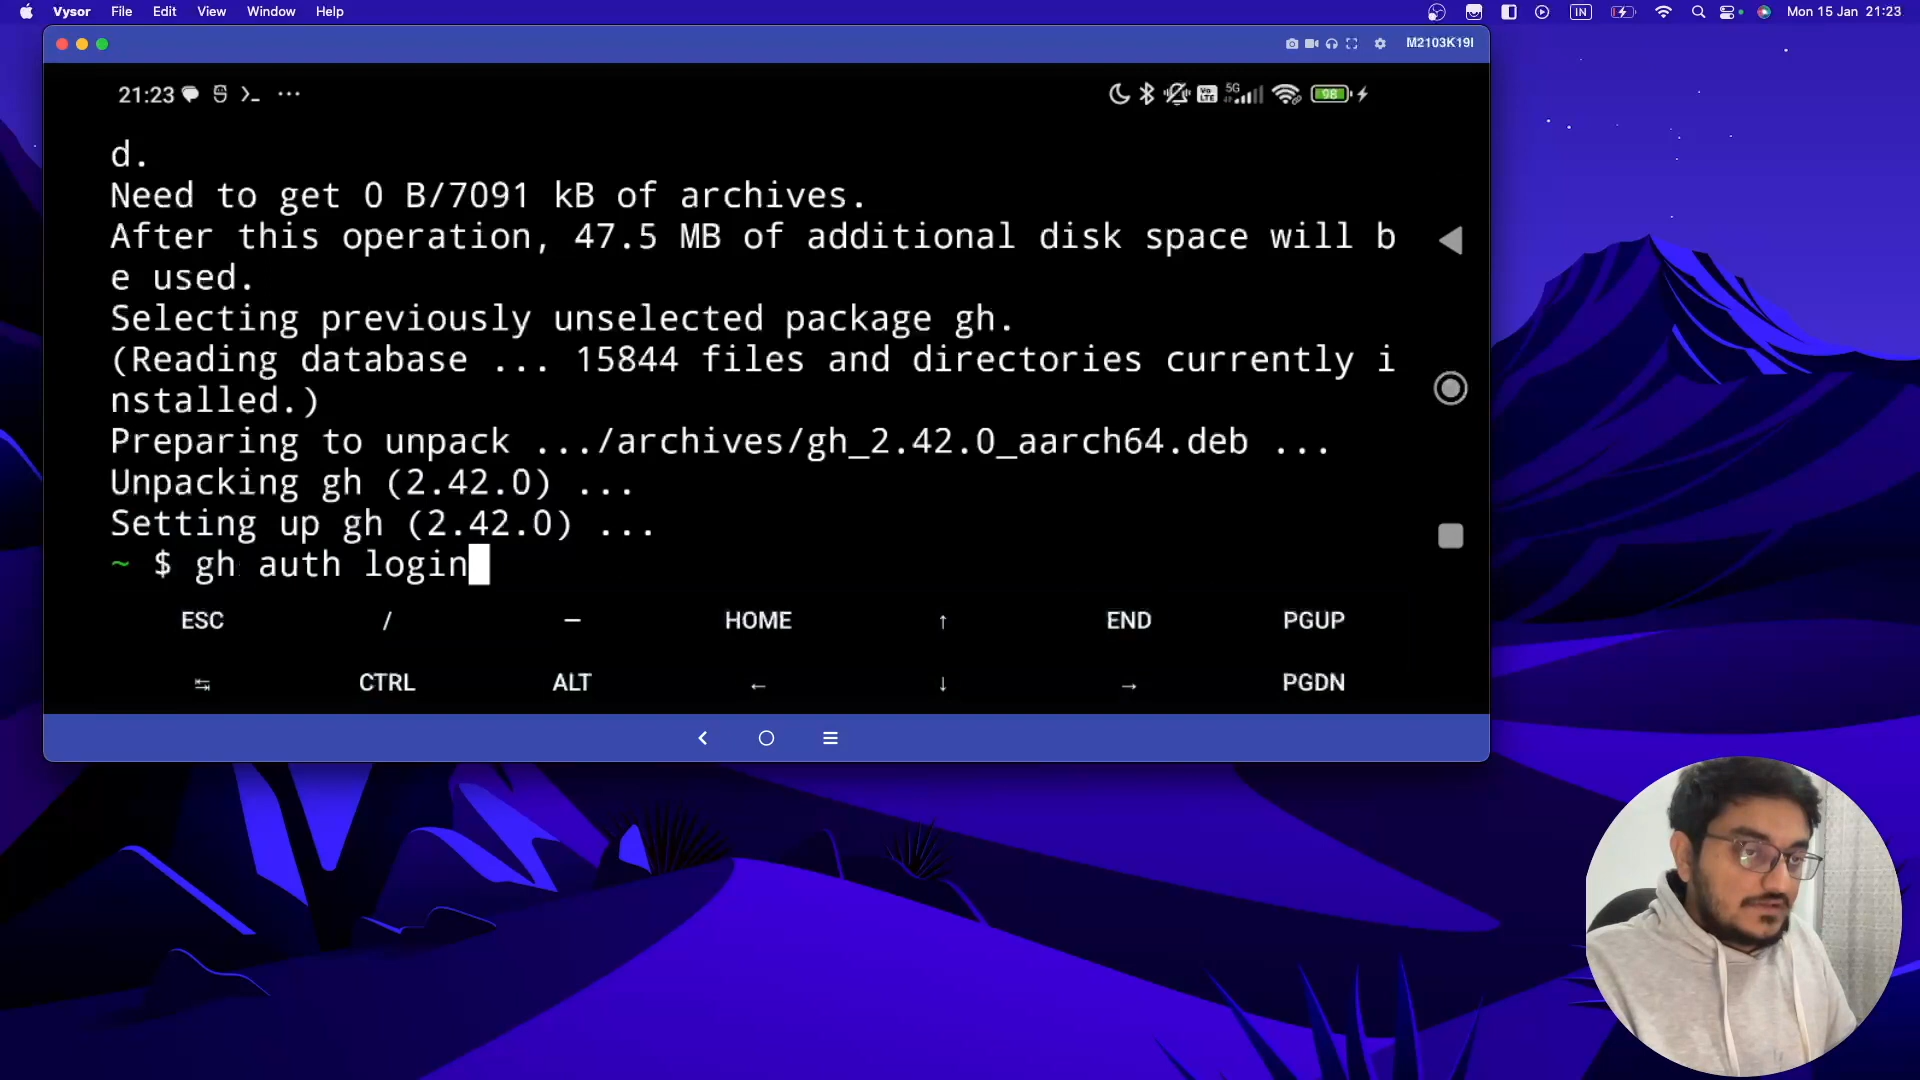 Vysor File Edit View Window Help
IN Mon 15 Jan 21:23
M2103K19I
21:23
Vo LTE 5G 98
d.
Need to get 0 B/7091 kB of archives.
After this operation, 47.5 MB of additional disk space will b
e used.
Selecting previously unselected package gh.
(Reading database ... 15844 files and directories currently i
nstalled.)
Preparing to unpack .../archives/gh_2.42.0_aarch64.deb ...
Unpacking gh (2.42.0) ...
Setting up gh (2.42.0) ...
~ $ gh auth login
ESC / — HOME ↑ END PGUP
↹ CTRL ALT ← ↓ → PGDN